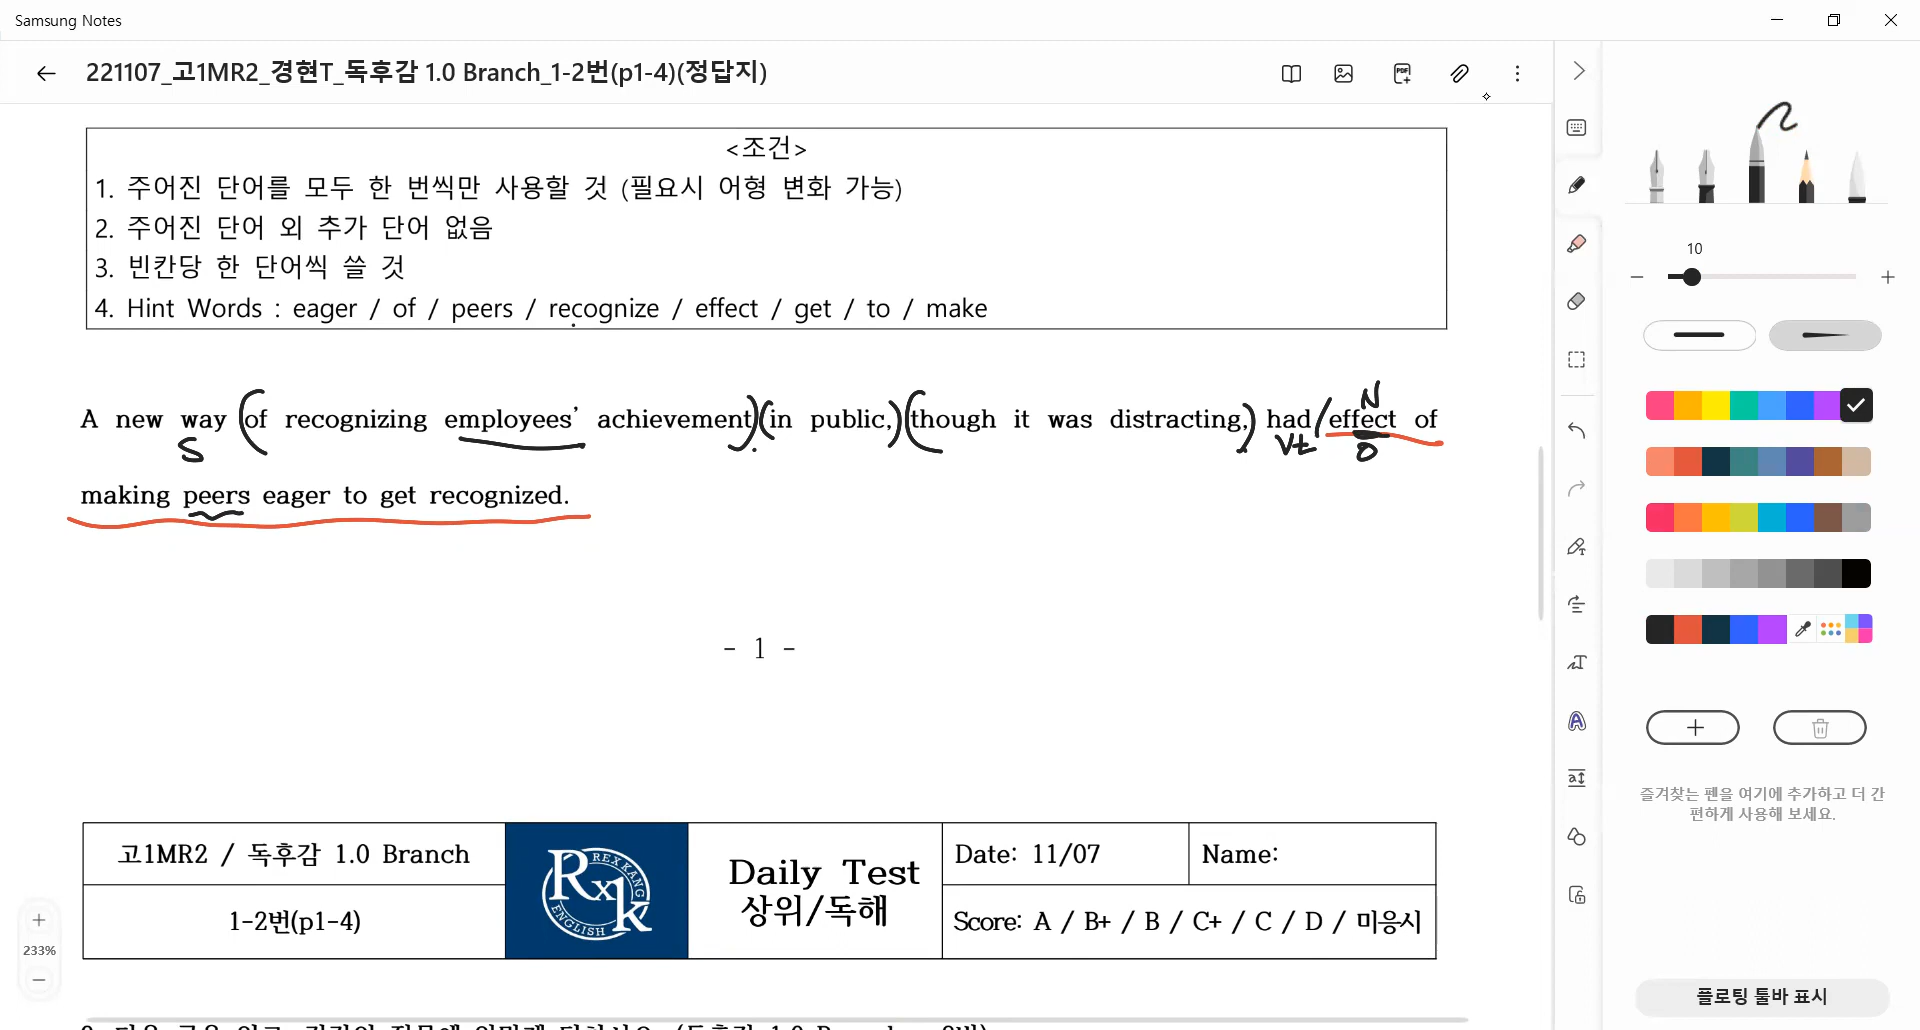 Samsung Notes
221107_고1MR2_경현T_독후감 1.0 Branch_1-2번(p1-4)(정답지)
PDF
<조건>
1. 주어진 단어를 모두 한 번씩만 사용할 것 (필요시 어형 변화 가능)
2. 주어진 단어 외 추가 단어 없음
3. 빈칸당 한 단어씩 쓸 것
4. Hint Words : eager / of / peers / recognize / effect / get / to / make
N
A new way (of recognizing employees' achievement)(in public,)(though it was distracting,) had/effect of
S Vt O
making peers eager to get recognized.
- 1 -
고1MR2 / 독후감 1.0 Branch
1-2번(p1-4)
REX KANG
RxK
ENGLISH
Daily Test
상위/독해
Date: 11/07
Name:
Score: A / B+ / B / C+ / C / D / 미응시
233%
10
즐겨찾는 펜을 여기에 추가하고 더 간
편하게 사용해 보세요.
플로팅 툴바 표시